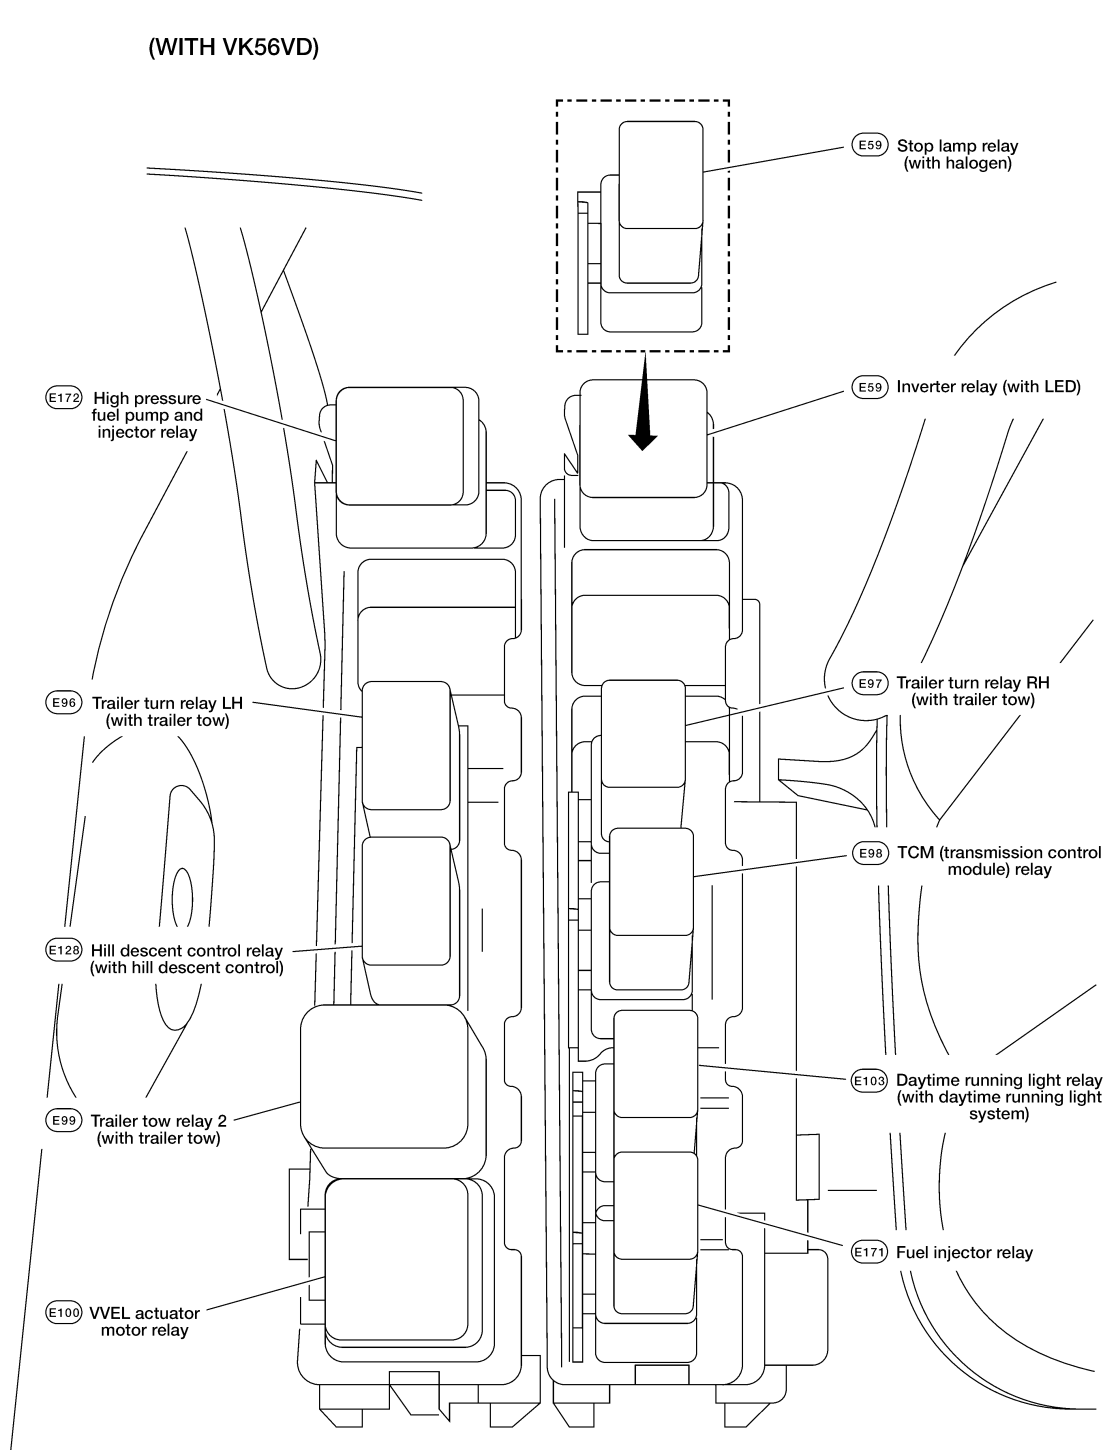 (WITH VK56VD)
E59 Stop lamp relay
(with halogen)
E172 High pressure
fuel pump and
injector relay
E59 Inverter relay (with LED)
E96 Trailer turn relay LH
(with trailer tow)
E97 Trailer turn relay RH
(with trailer tow)
E98 TCM (transmission control
module) relay
E128 Hill descent control relay
(with hill descent control)
E103 Daytime running light relay
(with daytime running light
system)
E99 Trailer tow relay 2
(with trailer tow)
E171 Fuel injector relay
E100 VVEL actuator
motor relay